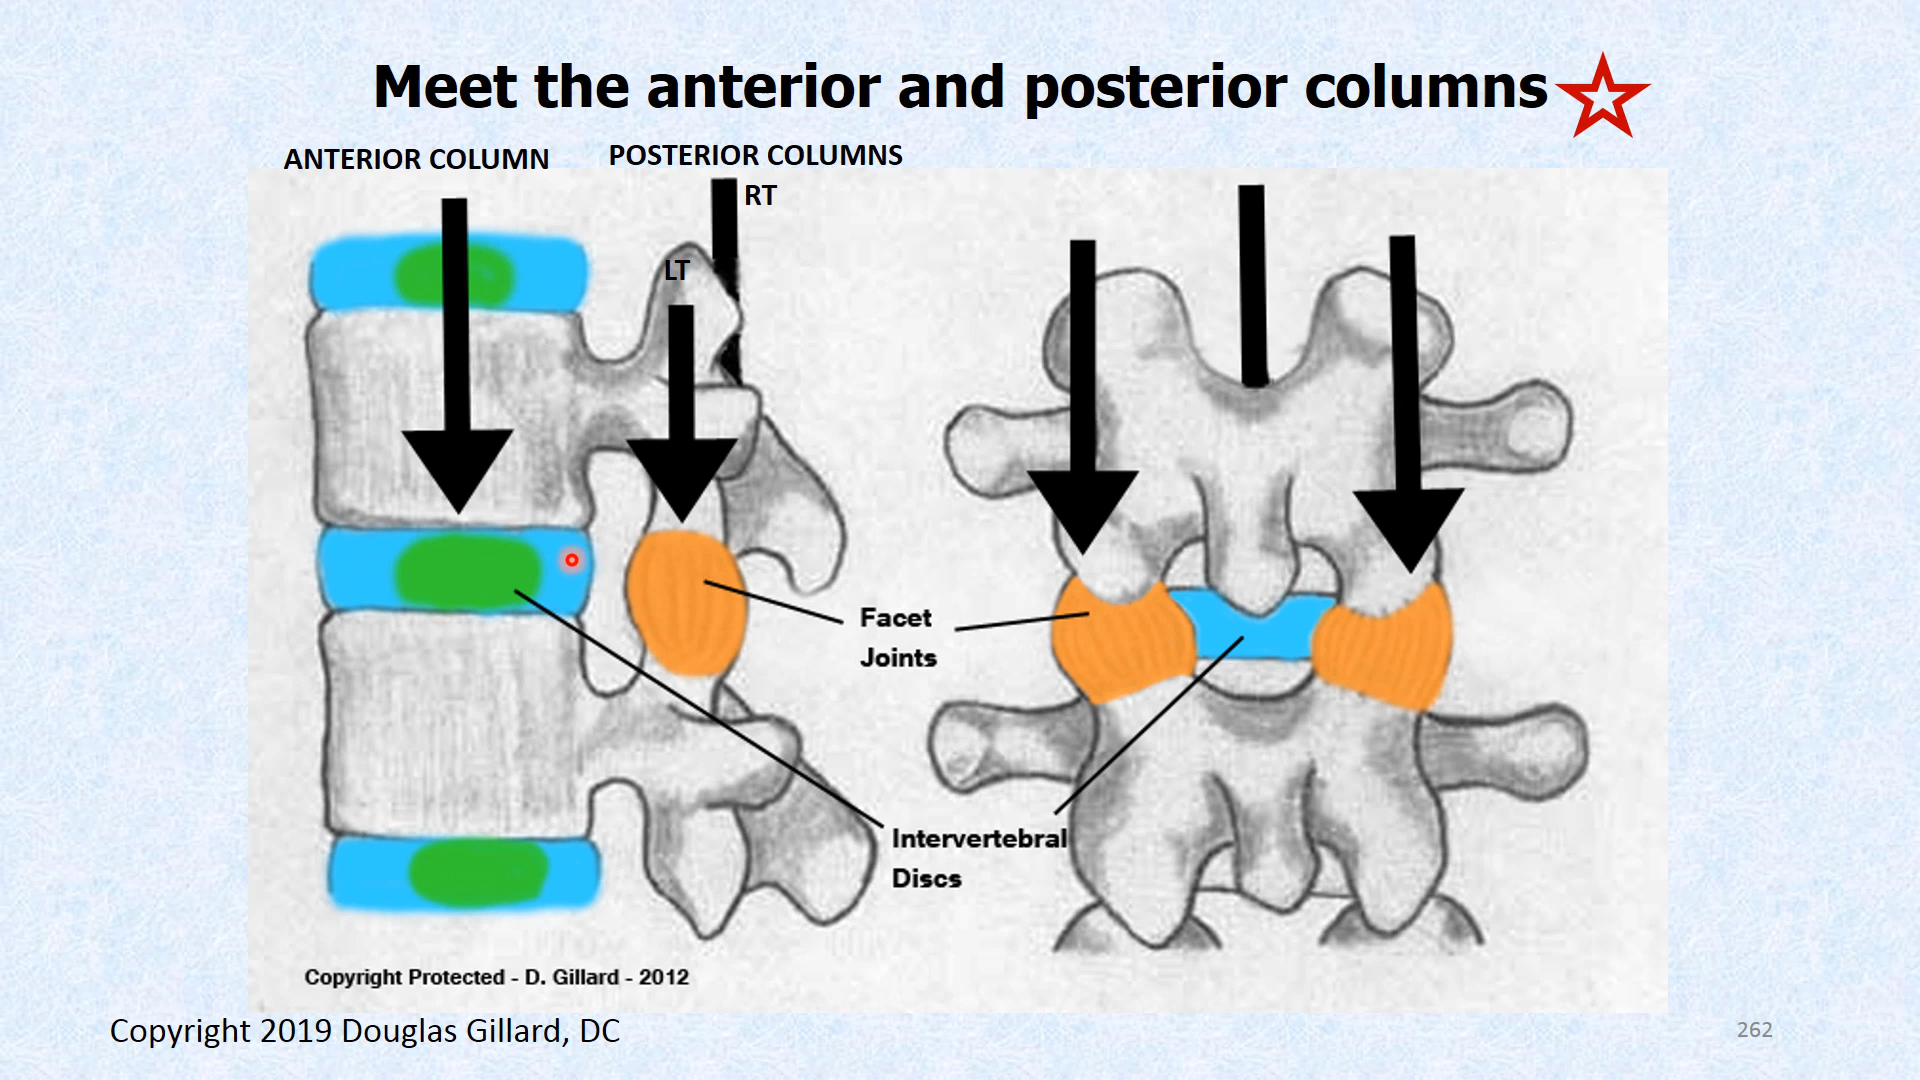 Meet the anterior and posterior columns
ANTERIOR COLUMN
POSTERIOR COLUMNS
RT
LT
Facet
Joints
Intervertebral
Discs
Copyright Protected - D. Gillard - 2012
Copyright 2019 Douglas Gillard, DC
262